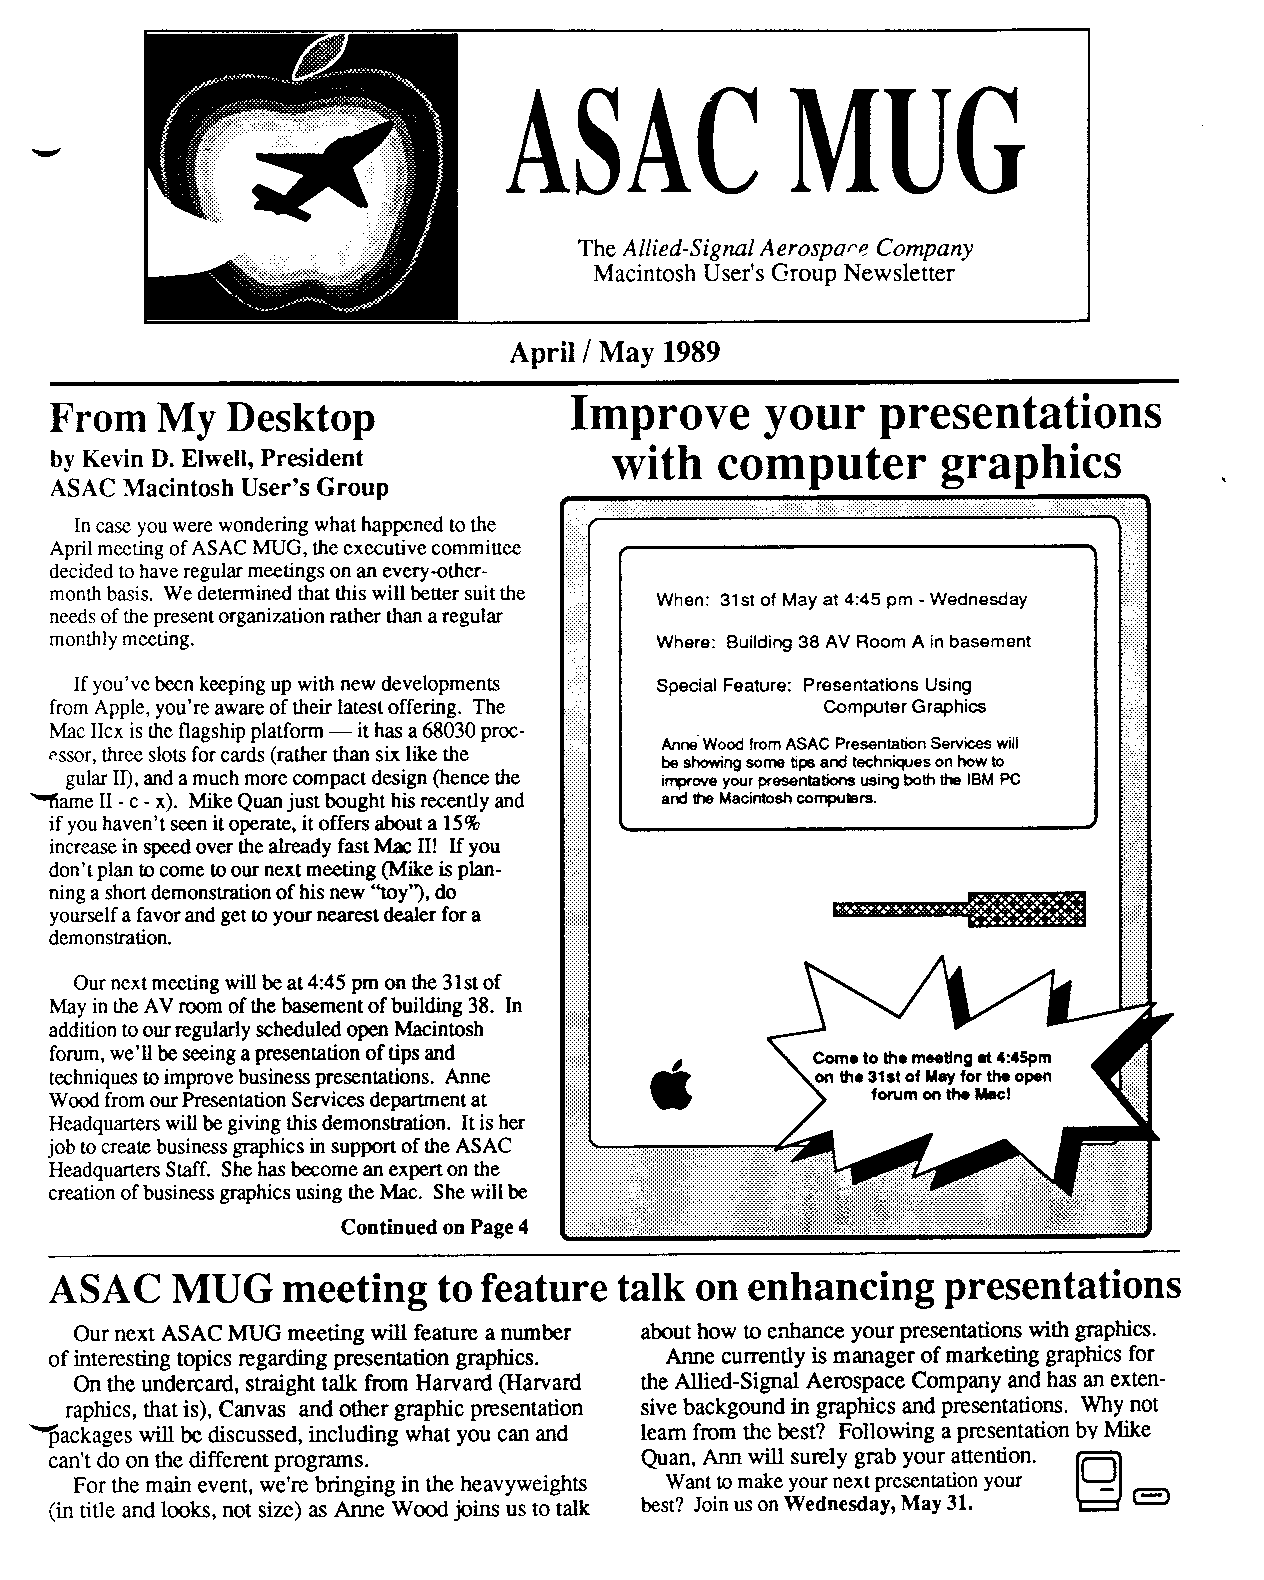 ASAC MUG
The Allied-Signal Aerospace Company
Macintosh User's Group Newsletter
April / May 1989
From My Desktop
by Kevin D. Elwell, President
ASAC Macintosh User's Group
In case you were wondering what happened to the
April meeting of ASAC MUG, the executive committee
decided to have regular meetings on an every-other-
month basis. We determined that this will better suit the
needs of the present organization rather than a regular
monthly meeting.
If you've been keeping up with new developments
from Apple, you're aware of their latest offering. The
Mac IIcx is the flagship platform — it has a 68030 proc-
essor, three slots for cards (rather than six like the
gular II), and a much more compact design (hence the
name II - c - x). Mike Quan just bought his recently and
if you haven't seen it operate, it offers about a 15%
increase in speed over the already fast Mac II! If you
don't plan to come to our next meeting (Mike is plan-
ning a short demonstration of his new "toy"), do
yourself a favor and get to your nearest dealer for a
demonstration.
Our next meeting will be at 4:45 pm on the 31st of
May in the AV room of the basement of building 38. In
addition to our regularly scheduled open Macintosh
forum, we'll be seeing a presentation of tips and
techniques to improve business presentations. Anne
Wood from our Presentation Services department at
Headquarters will be giving this demonstration. It is her
job to create business graphics in support of the ASAC
Headquarters Staff. She has become an expert on the
creation of business graphics using the Mac. She will be
Continued on Page 4
Improve your presentations
with computer graphics
When: 31st of May at 4:45 pm - Wednesday
Where: Building 38 AV Room A in basement
Special Feature: Presentations Using
Computer Graphics
Anne Wood from ASAC Presentation Services will
be showing some tips and techniques on how to
improve your presentations using both the IBM PC
and the Macintosh computers.
Come to the meeting at 4:45pm
on the 31st of May for the open
forum on the Mac!
ASAC MUG meeting to feature talk on enhancing presentations
Our next ASAC MUG meeting will feature a number
of interesting topics regarding presentation graphics.
On the undercard, straight talk from Harvard (Harvard
raphics, that is), Canvas and other graphic presentation
packages will be discussed, including what you can and
can't do on the different programs.
For the main event, we're bringing in the heavyweights
(in title and looks, not size) as Anne Wood joins us to talk
about how to enhance your presentations with graphics.
Anne currently is manager of marketing graphics for
the Allied-Signal Aerospace Company and has an exten-
sive backgound in graphics and presentations. Why not
learn from the best? Following a presentation by Mike
Quan, Ann will surely grab your attention.
Want to make your next presentation your
best? Join us on Wednesday, May 31.